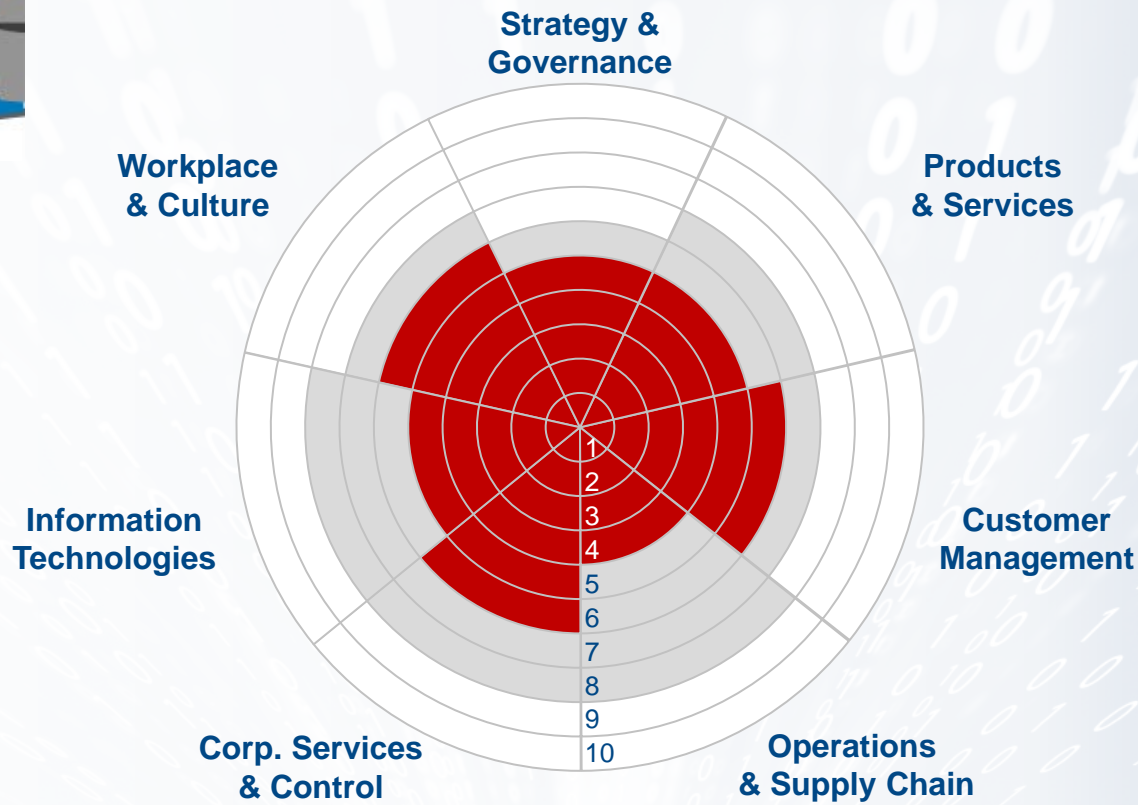 Strategy &
Governance
Workplace
& Culture
Products
& Services
Information
Technologies
Customer
Management
1
2
3
4
5
6
7
8
9
10
Corp. Services
& Control
Operations
& Supply Chain